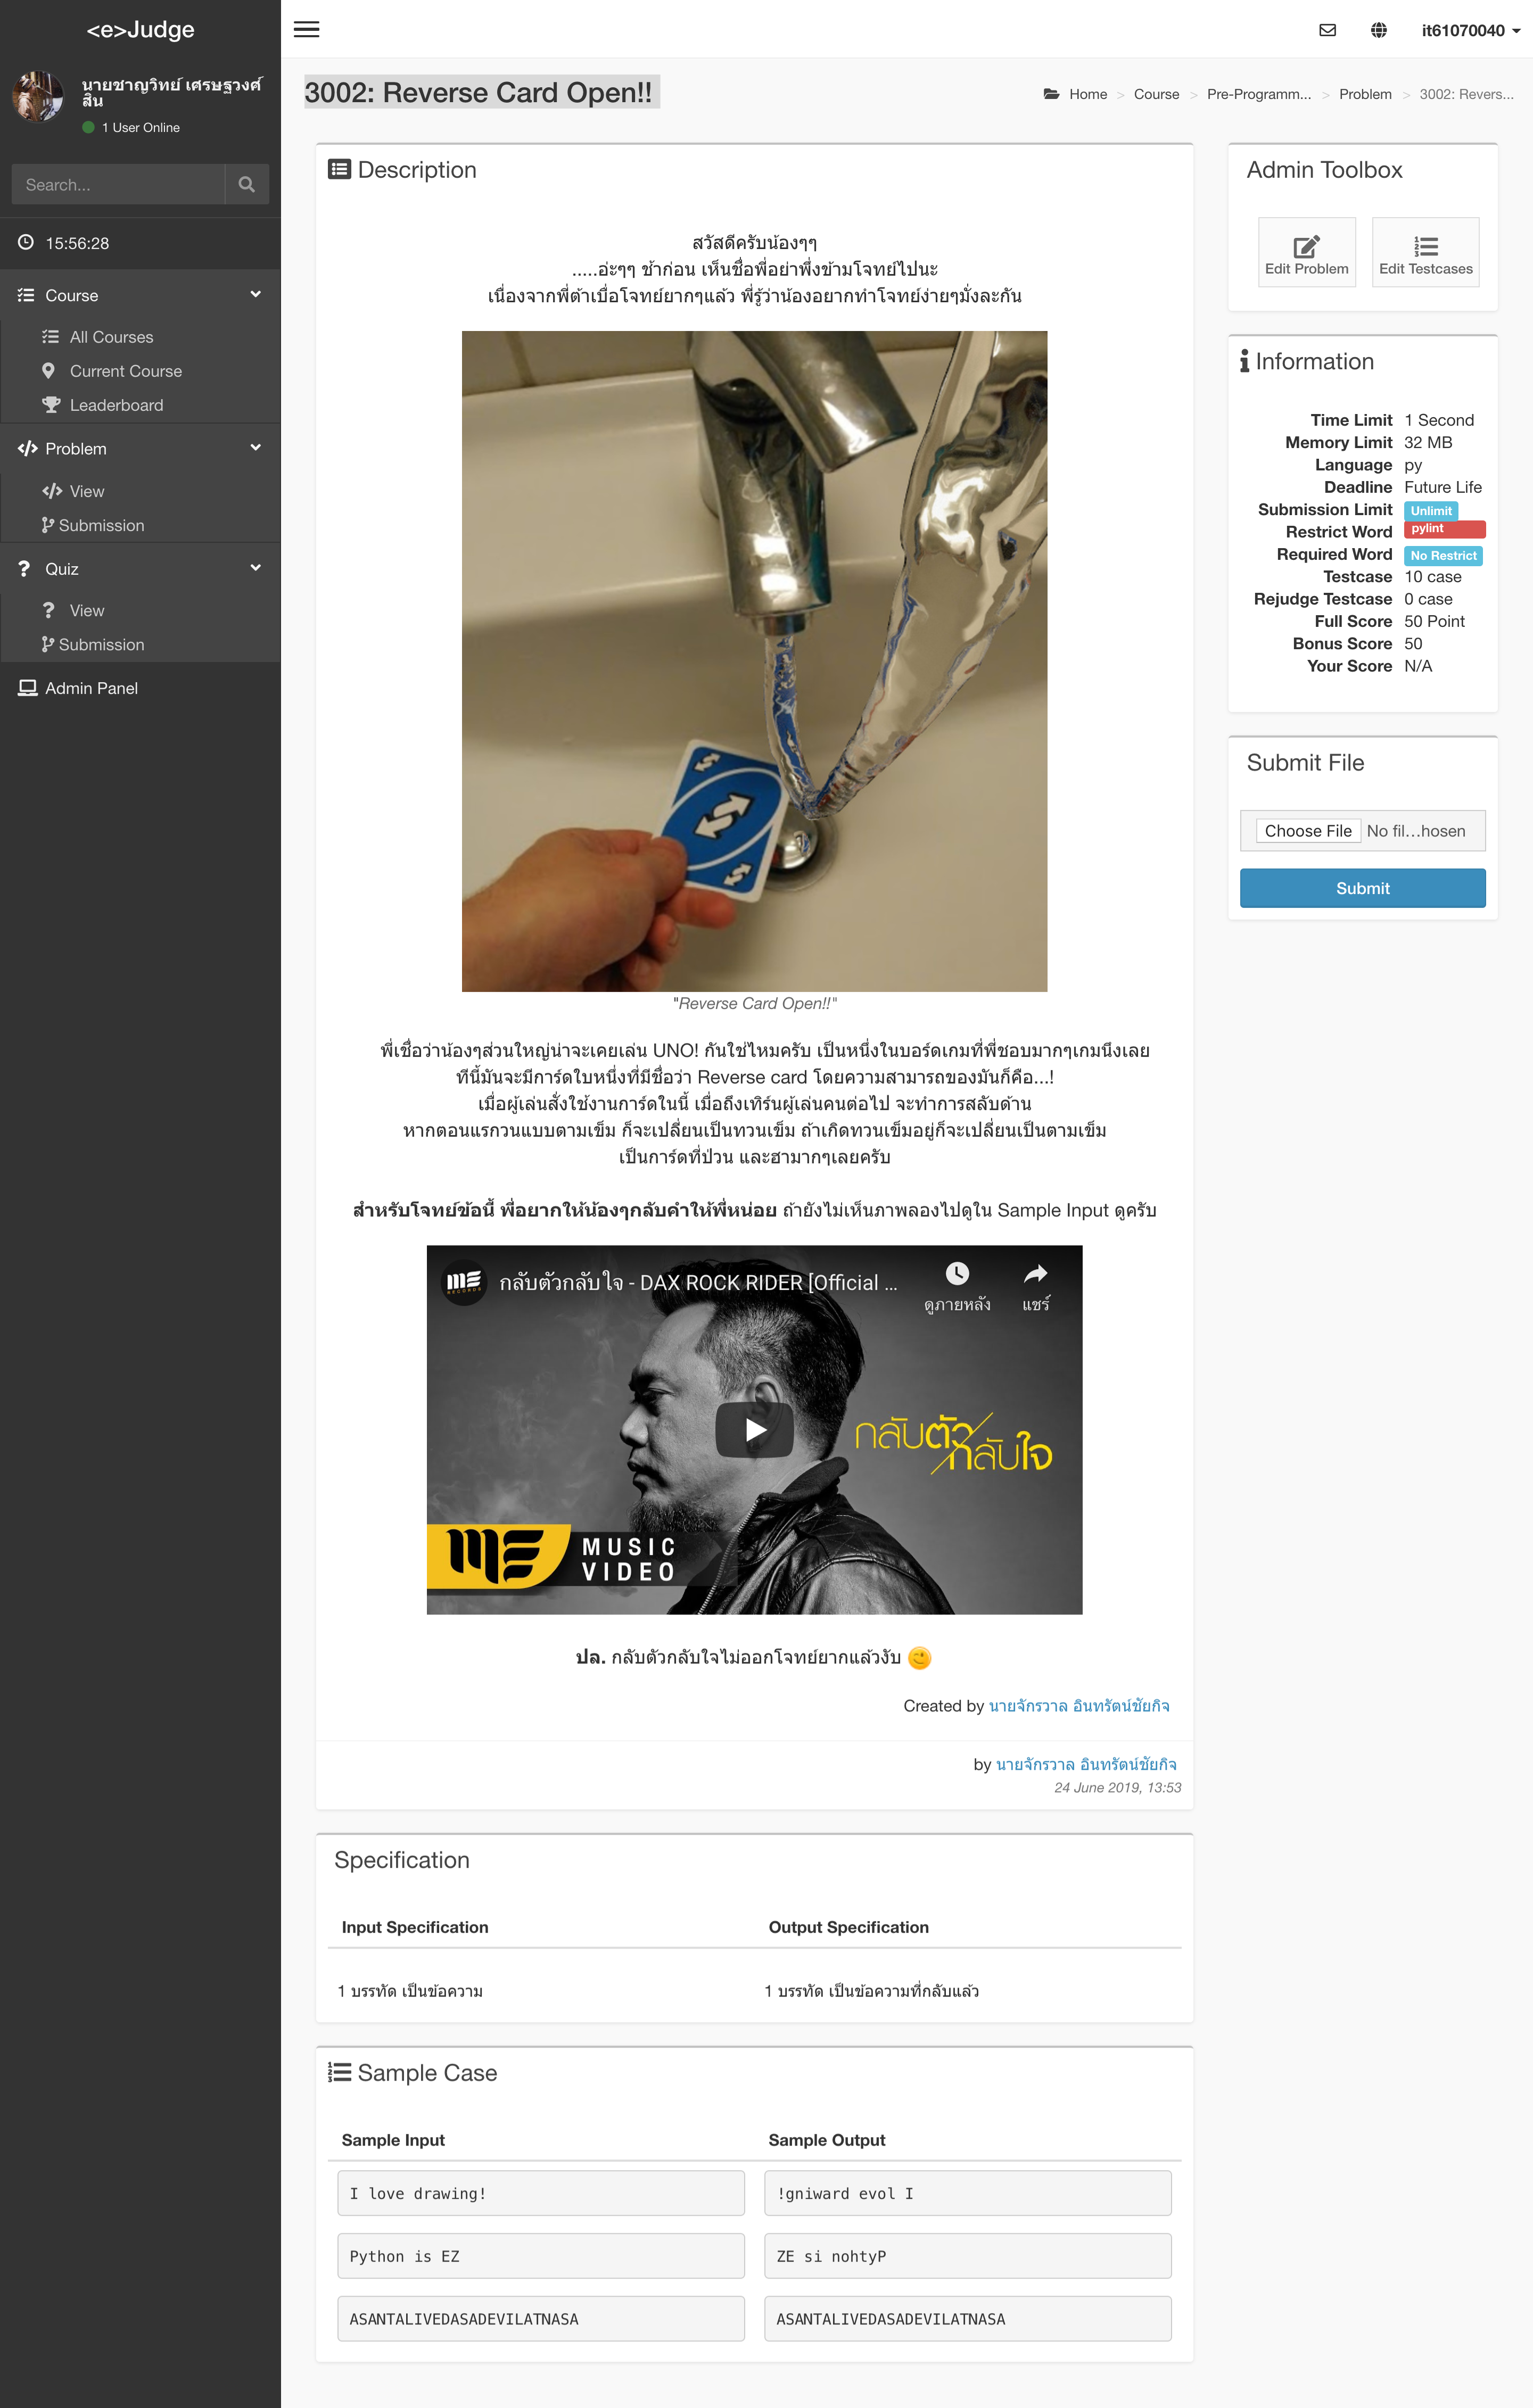 <e>Judge
นายชาญวิทย์ เศรษฐวงศ์
สิน
1 User Online
Search...
15:56:28
Course
All Courses
Current Course
Leaderboard
Problem
View
Submission
Quiz
View
Submission
Admin Panel
it61070040
3002: Reverse Card Open!!
Home > Course > Pre-Programm... > Problem > 3002: Revers...
Description
สวัสดีครับน้องๆๆ
.....อ่ะๆๆ ช้าก่อน เห็นชื่อพี่อย่าพึ่งข้ามโจทย์ไปนะ
เนื่องจากพี่ต้าเบื่อโจทย์ยากๆแล้ว พี่รู้ว่าน้องอยากทำโจทย์ง่ายๆมั่งละกัน
"Reverse Card Open!!"
พี่เชื่อว่าน้องๆส่วนใหญ่น่าจะเคยเล่น UNO! กันใช่ไหมครับ เป็นหนึ่งในบอร์ดเกมที่พี่ชอบมากๆเกมนึงเลย
ทีนี้มันจะมีการ์ดใบหนึ่งที่มีชื่อว่า Reverse card โดยความสามารถของมันก็คือ...!
เมื่อผู้เล่นสั่งใช้งานการ์ดในนี้ เมื่อถึงเทิร์นผู้เล่นคนต่อไป จะทำการสลับด้าน
หากตอนแรกวนแบบตามเข็ม ก็จะเปลี่ยนเป็นทวนเข็ม ถ้าเกิดทวนเข็มอยู่ก็จะเปลี่ยนเป็นตามเข็ม
เป็นการ์ดที่ป่วน และฮามากๆเลยครับ
สำหรับโจทย์ข้อนี้ พี่อยากให้น้องๆกลับคำให้พี่หน่อย ถ้ายังไม่เห็นภาพลองไปดูใน Sample Input ดูครับ
ME RECORDS
กลับตัวกลับใจ - DAX ROCK RIDER [Official ...
ดูภายหลัง
แชร์
กลับตัว
กลับใจ
ME MUSIC
VIDEO
ปล. กลับตัวกลับใจไม่ออกโจทย์ยากแล้วงับ
Created by นายจักรวาล อินทรัตน์ชัยกิจ
by นายจักรวาล อินทรัตน์ชัยกิจ
24 June 2019, 13:53
Specification
Input Specification
Output Specification
1 บรรทัด เป็นข้อความ
1 บรรทัด เป็นข้อความที่กลับแล้ว
Sample Case
Sample Input
Sample Output
I love drawing!
!gniward evol I
Python is EZ
ZE si nohtyP
ASANTALIVEDASADEVILATNASA
ASANTALIVEDASADEVILATNASA
Admin Toolbox
Edit Problem
Edit Testcases
Information
Time Limit 1 Second
Memory Limit 32 MB
Language py
Deadline Future Life
Submission Limit Unlimit
Restrict Word pylint
Required Word No Restrict
Testcase 10 case
Rejudge Testcase 0 case
Full Score 50 Point
Bonus Score 50
Your Score N/A
Submit File
Choose File No fil...hosen
Submit